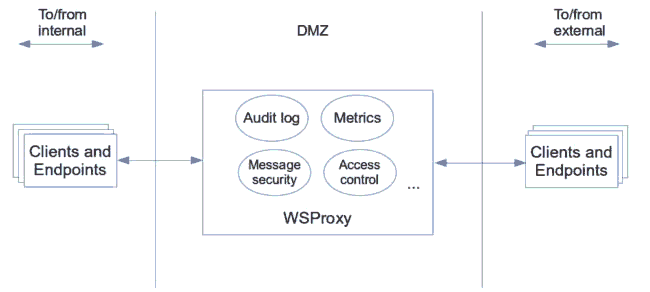 To/from
internal
DMZ
To/from
external
Audit log
Metrics
Clients and
Endpoints
Message
security
Access
control
...
WSProxy
Clients and
Endpoints